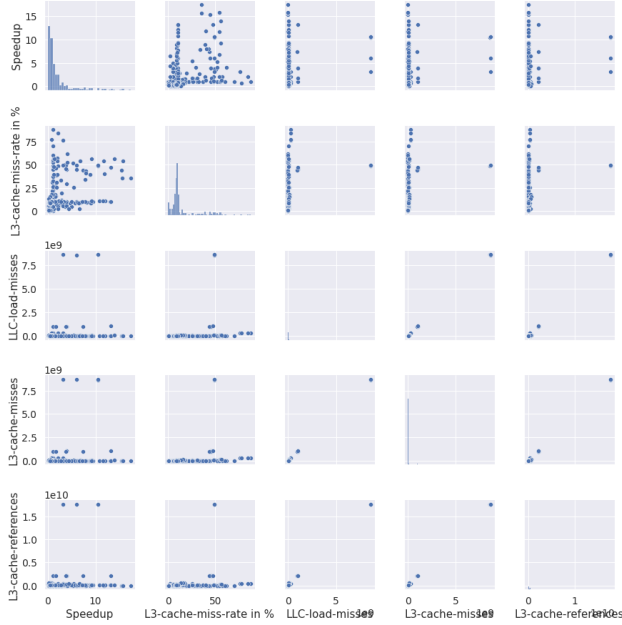 Speedup
15
10
5
0
L3-cache-miss-rate in %
75
50
25
0
1e9
LLC-load-misses
7.5
5.0
2.5
0.0
1e9
L3-cache-misses
7.5
5.0
2.5
0.0
1e10
L3-cache-references
1.5
1.0
0.5
0.0
0 10 0 50 0 5 0 5 0 1
1e9 1e9 1e10
Speedup L3-cache-miss-rate in % LLC-load-misses L3-cache-misses L3-cache-references